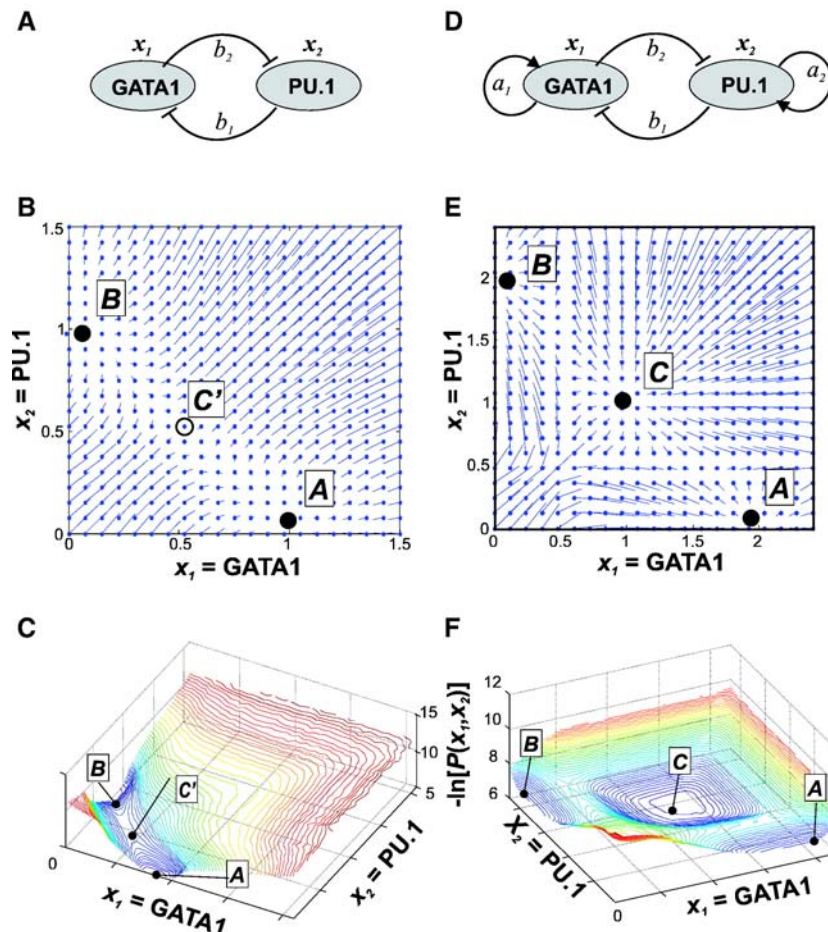 A
x₁
b₂
x₂
GATA1
PU.1
b₁
D
x₁
b₂
x₂
a₁
GATA1
PU.1
a₂
b₁
B
1.5
1
0.5
0
0
0.5
1
1.5
B
C'
A
x₂ = PU.1
x₁ = GATA1
E
2
1.5
1
0.5
0
0
0.5
1
1.5
2
B
C
A
x₂ = PU.1
x₁ = GATA1
C
B
C'
A
0
x₁ = GATA1
x₂ = PU.1
15
10
5
-ln[P(x₁,x₂)]
F
12
10
8
6
B
C
A
X₂ = PU.1
0
x₁ = GATA1